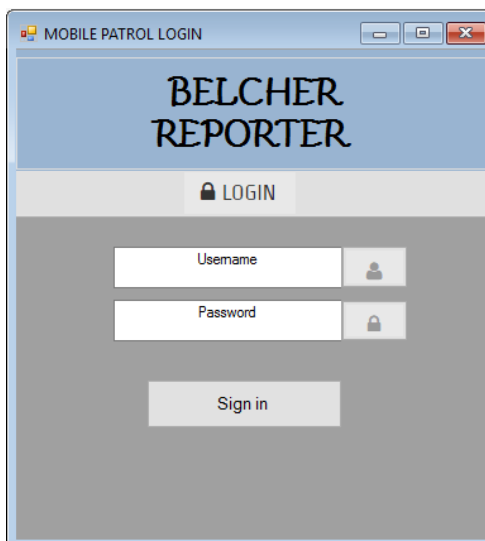 MOBILE PATROL LOGIN
BELCHER
REPORTER
LOGIN
Username
Password
Sign in